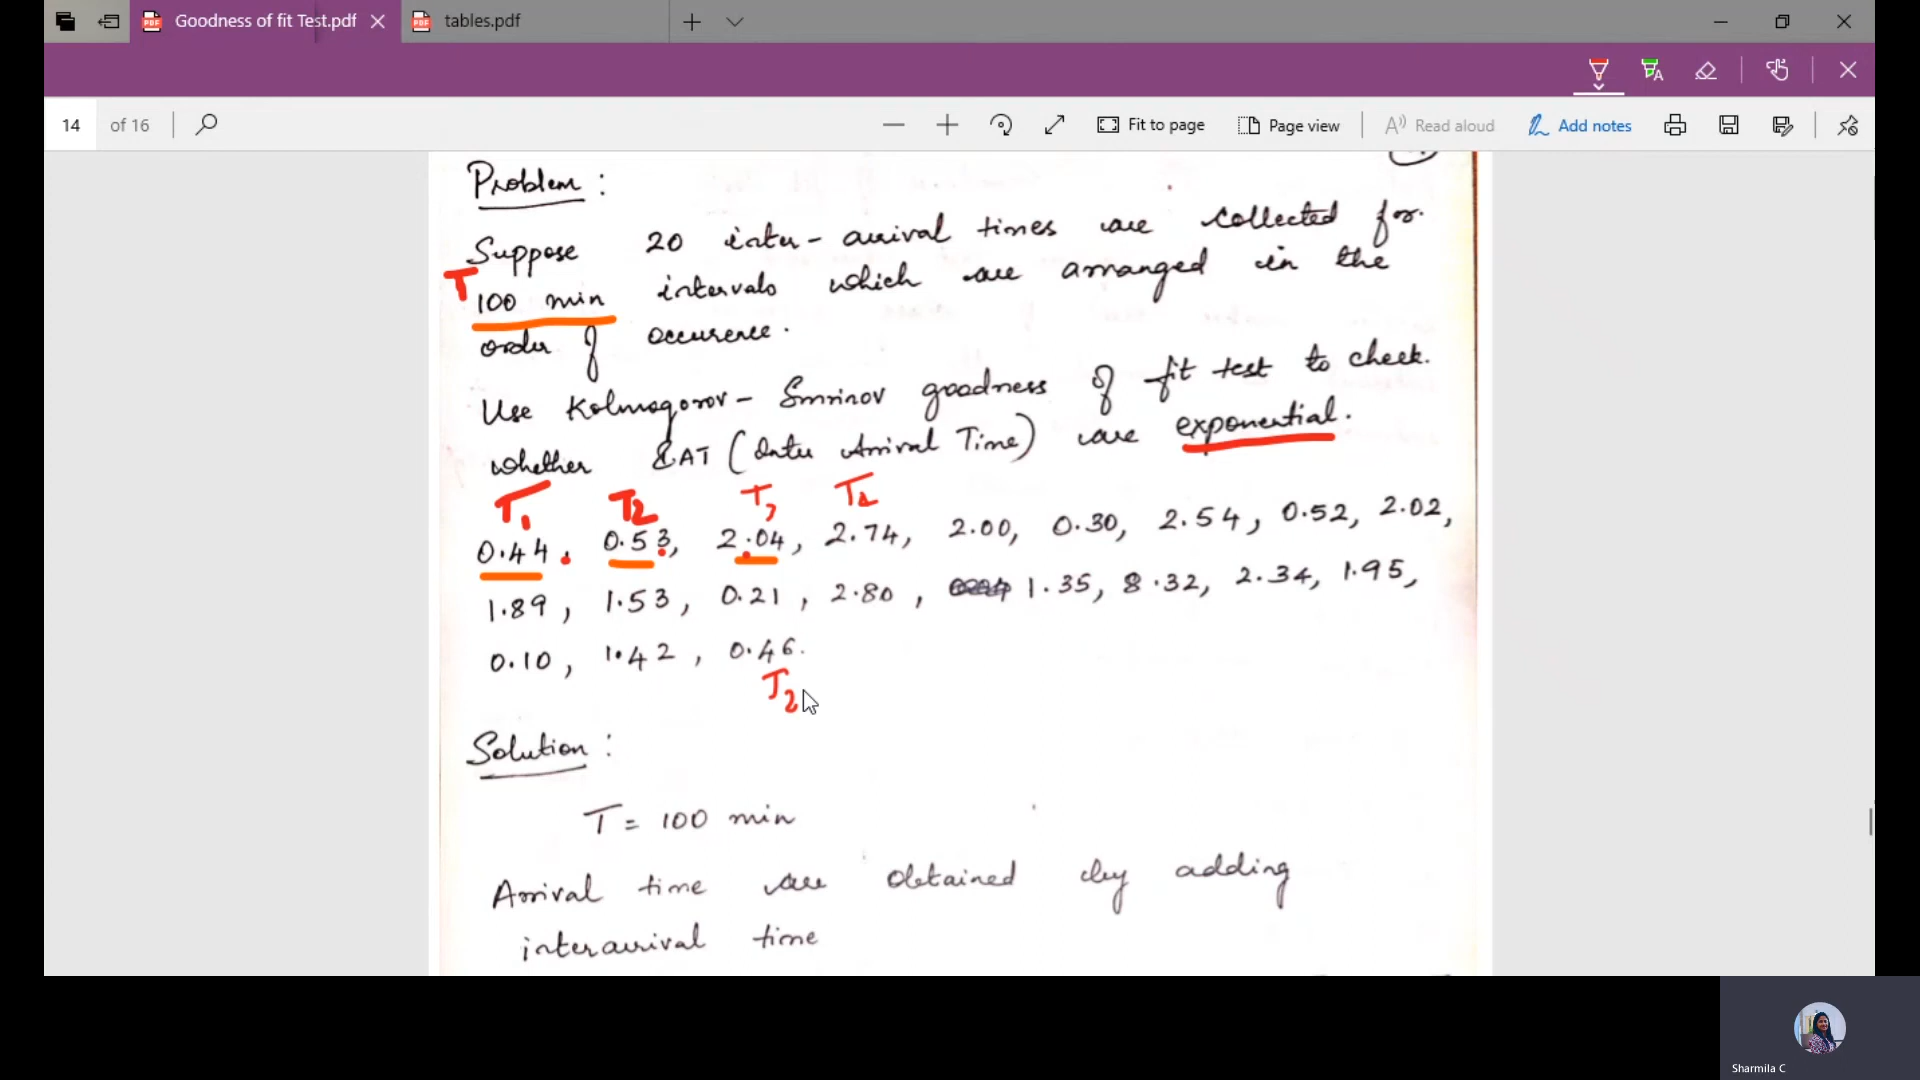 Goodness of fit Test.pdf
tables.pdf
14 of 16
Fit to page
Page view
Read aloud
Add notes
Problem :
Suppose 20 inter-arrival times are collected for
T
100 min intervals which are arranged in the
order of occurence.
Use Kolmogorov - Smrinov goodness of fit test to check
whether IAT (Inter Arrival Time) are exponential.
T1 T2 T3 T4
0.44, 0.53, 2.04, 2.74, 2.00, 0.30, 2.54, 0.52, 2.02,
1.89, 1.53, 0.21, 2.80, 1.35, 8.32, 2.34, 1.95,
0.10, 1.42, 0.46.
T2
Solution :
T = 100 min
Arrival time are obtained by adding
interarrival time
Sharmila C